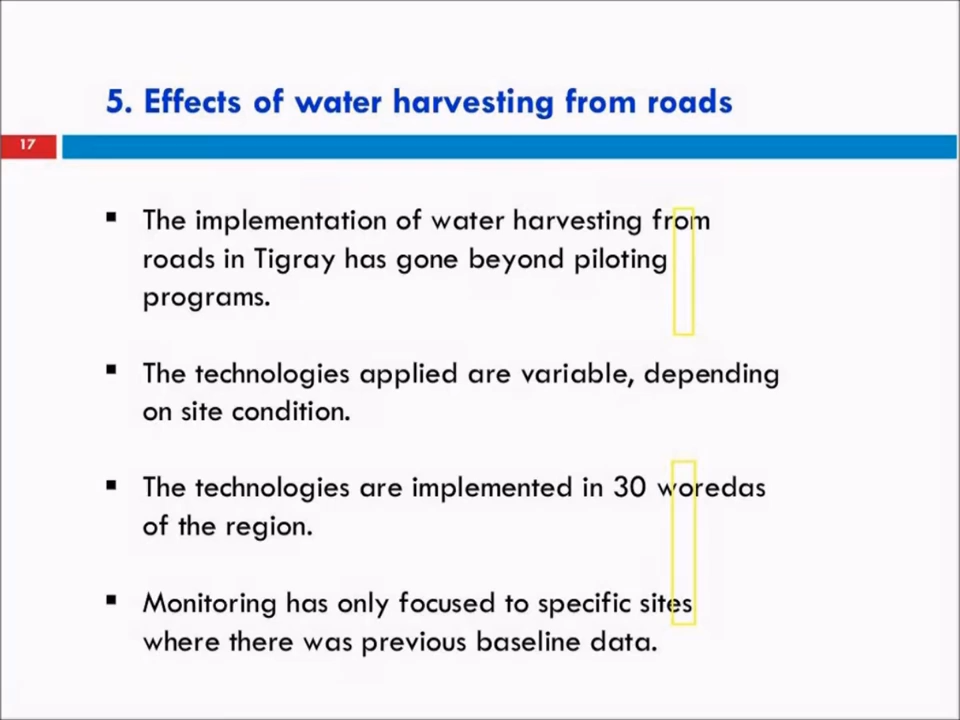 5. Effects of water harvesting from roads
17
▪ The implementation of water harvesting from
roads in Tigray has gone beyond piloting
programs.
▪ The technologies applied are variable, depending
on site condition.
▪ The technologies are implemented in 30 woredas
of the region.
▪ Monitoring has only focused to specific sites
where there was previous baseline data.